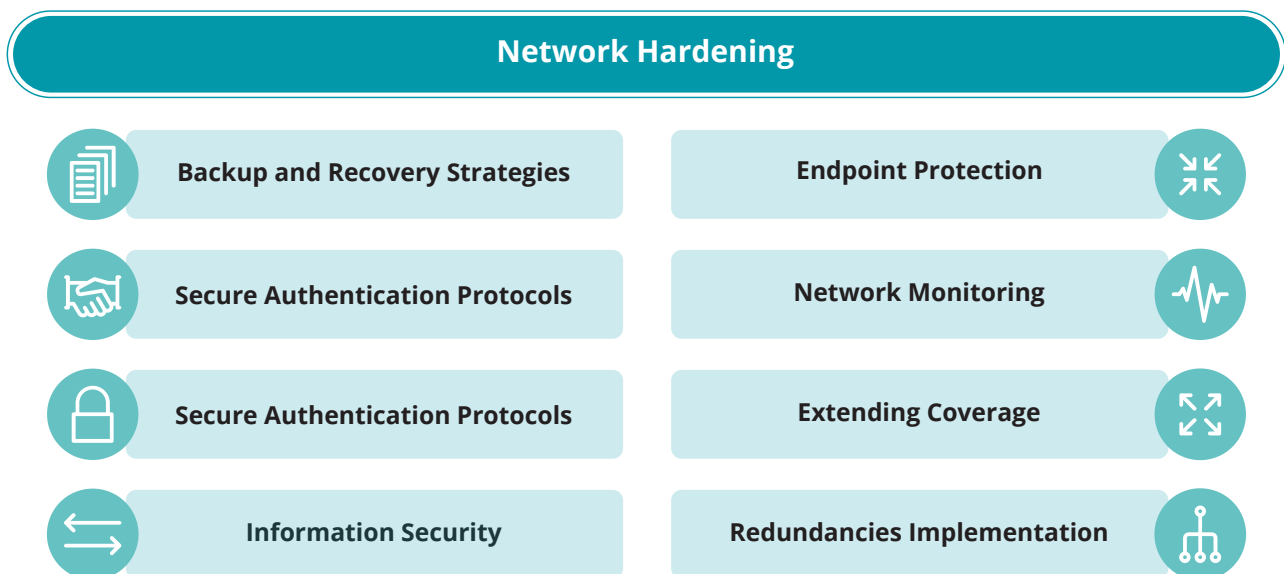 Network Hardening
Backup and Recovery Strategies
Endpoint Protection
Secure Authentication Protocols
Network Monitoring
Secure Authentication Protocols
Extending Coverage
Information Security
Redundancies Implementation